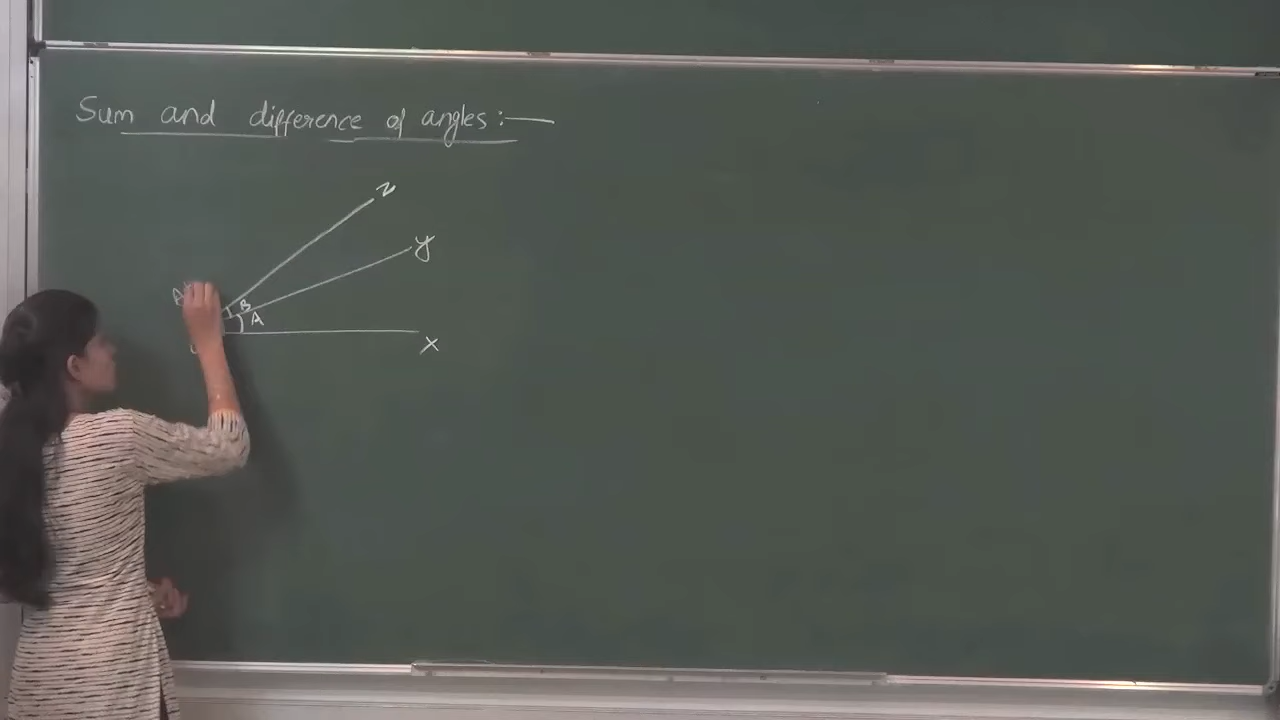 Sum and difference of angles :—
z
y
B
A
x